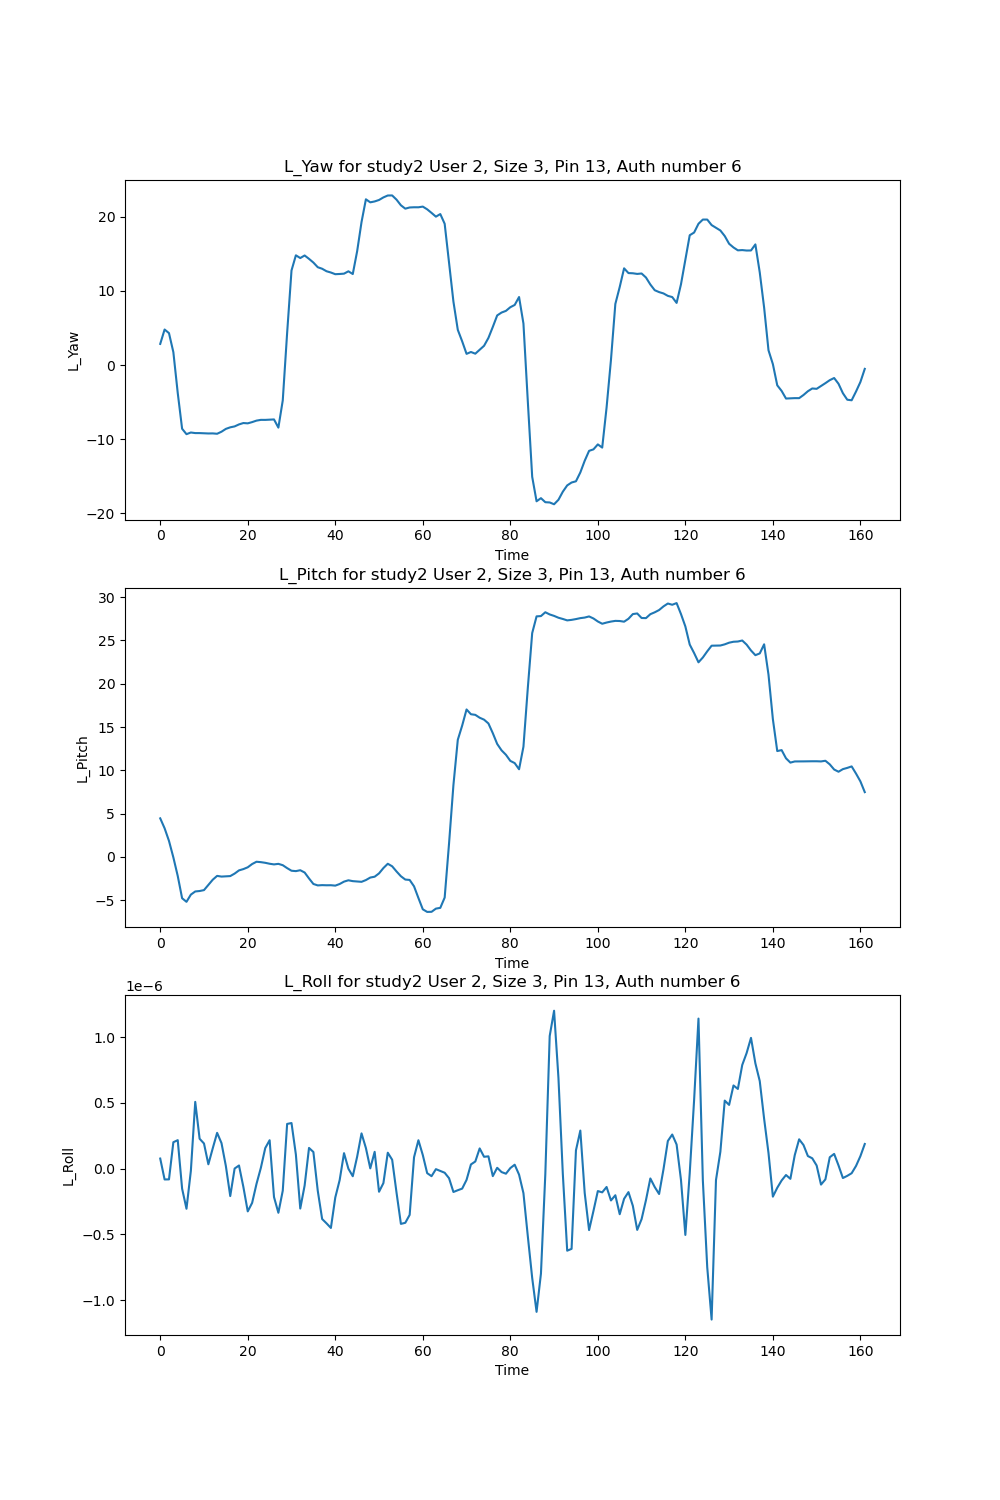 L_Yaw for study2 User 2, Size 3, Pin 13, Auth number 6
20
10
0
−10
−20
L_Yaw
0 20 40 60 80 100 120 140 160
Time
L_Pitch for study2 User 2, Size 3, Pin 13, Auth number 6
30
25
20
15
10
5
0
−5
L_Pitch
0 20 40 60 80 100 120 140 160
Time
L_Roll for study2 User 2, Size 3, Pin 13, Auth number 6
1e−6
1.0
0.5
0.0
−0.5
−1.0
L_Roll
0 20 40 60 80 100 120 140 160
Time